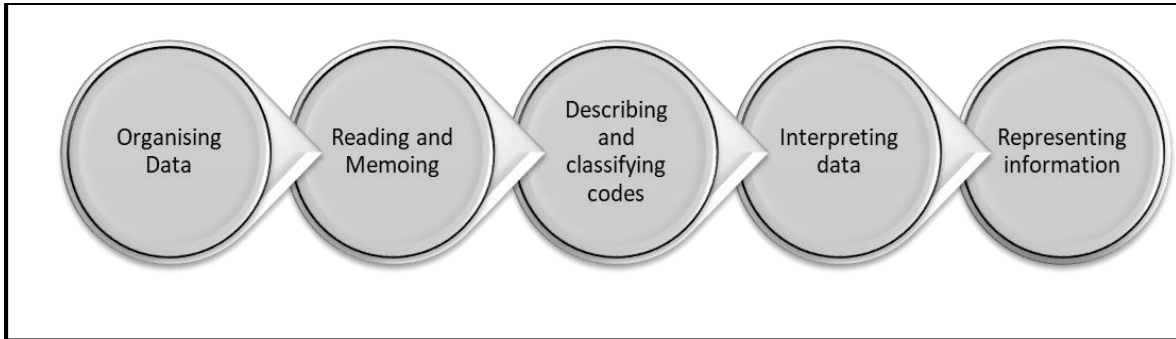 Organising
Data
Reading and
Memoing
Describing
and
classifying
codes
Interpreting
data
Representing
information